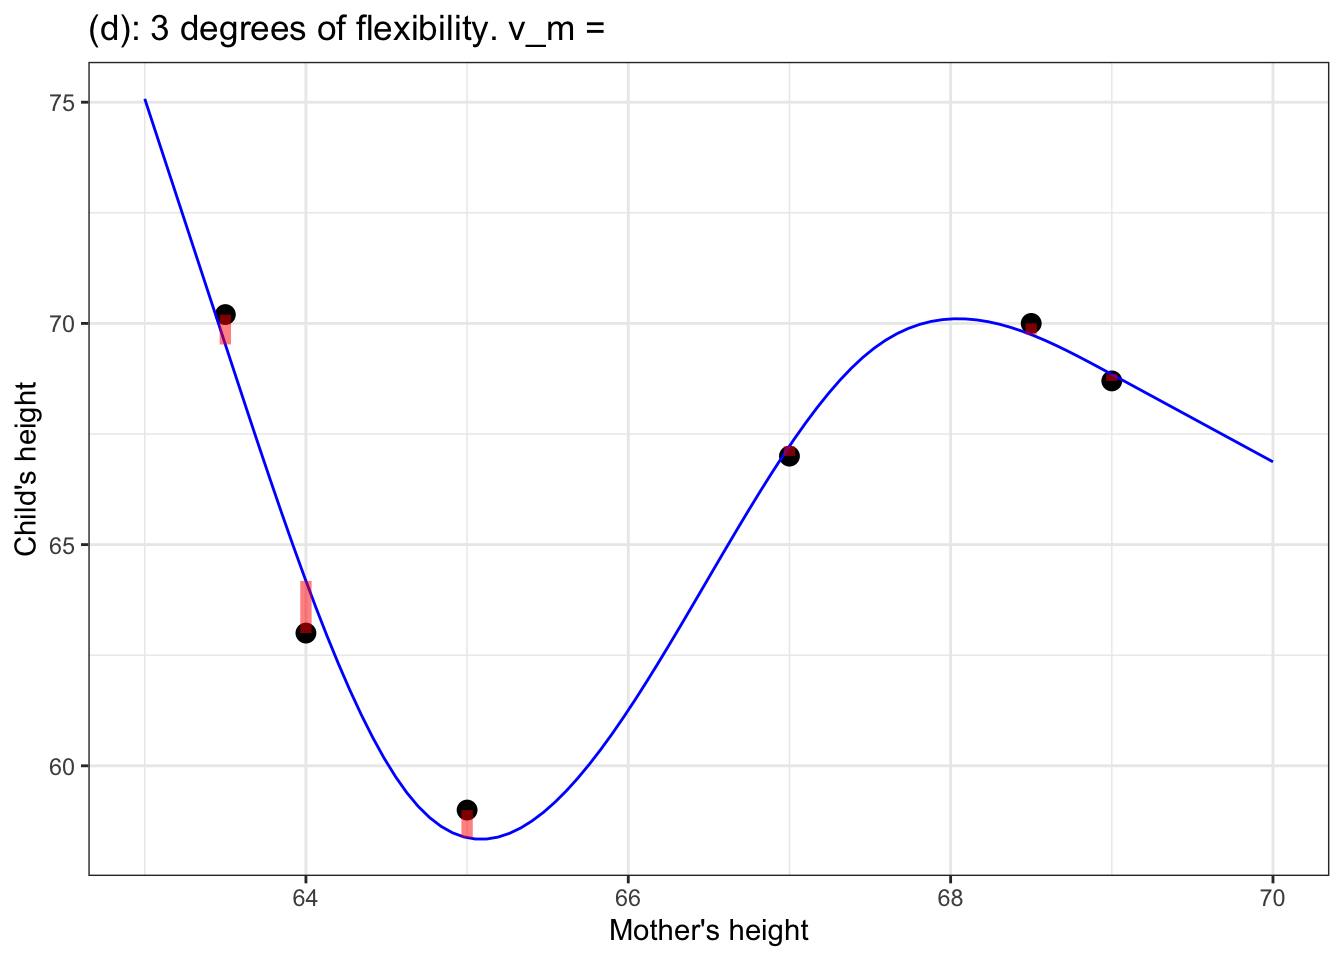 (d): 3 degrees of flexibility. v_m =
75
70
65
60
Child's height
64 66 68 70
Mother's height